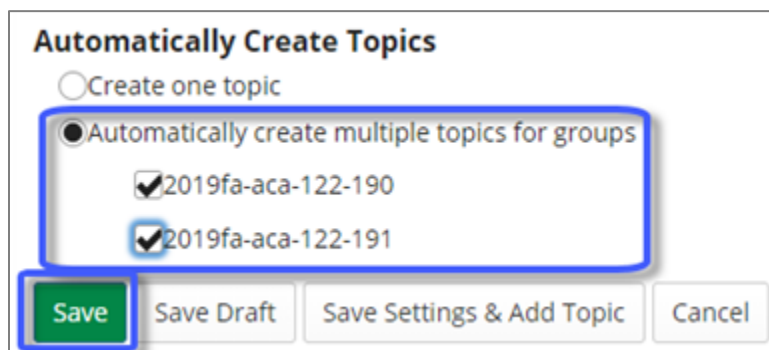 Automatically Create Topics
Create one topic
Automatically create multiple topics for groups
2019fa-aca-122-190
2019fa-aca-122-191
Save Save Draft Save Settings & Add Topic Cancel